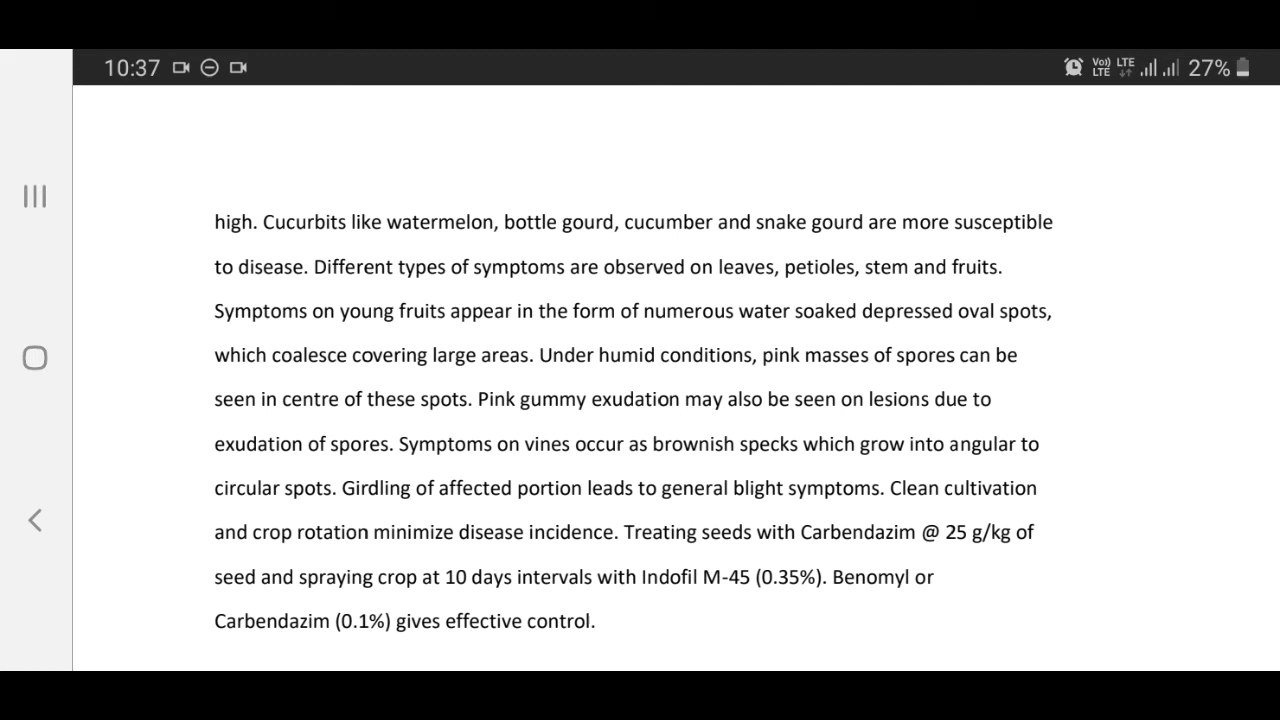 10:37 Vo) LTE LTE 27%
high. Cucurbits like watermelon, bottle gourd, cucumber and snake gourd are more susceptible
to disease. Different types of symptoms are observed on leaves, petioles, stem and fruits.
Symptoms on young fruits appear in the form of numerous water soaked depressed oval spots,
which coalesce covering large areas. Under humid conditions, pink masses of spores can be
seen in centre of these spots. Pink gummy exudation may also be seen on lesions due to
exudation of spores. Symptoms on vines occur as brownish specks which grow into angular to
circular spots. Girdling of affected portion leads to general blight symptoms. Clean cultivation
and crop rotation minimize disease incidence. Treating seeds with Carbendazim @ 25 g/kg of
seed and spraying crop at 10 days intervals with Indofil M-45 (0.35%). Benomyl or
Carbendazim (0.1%) gives effective control.